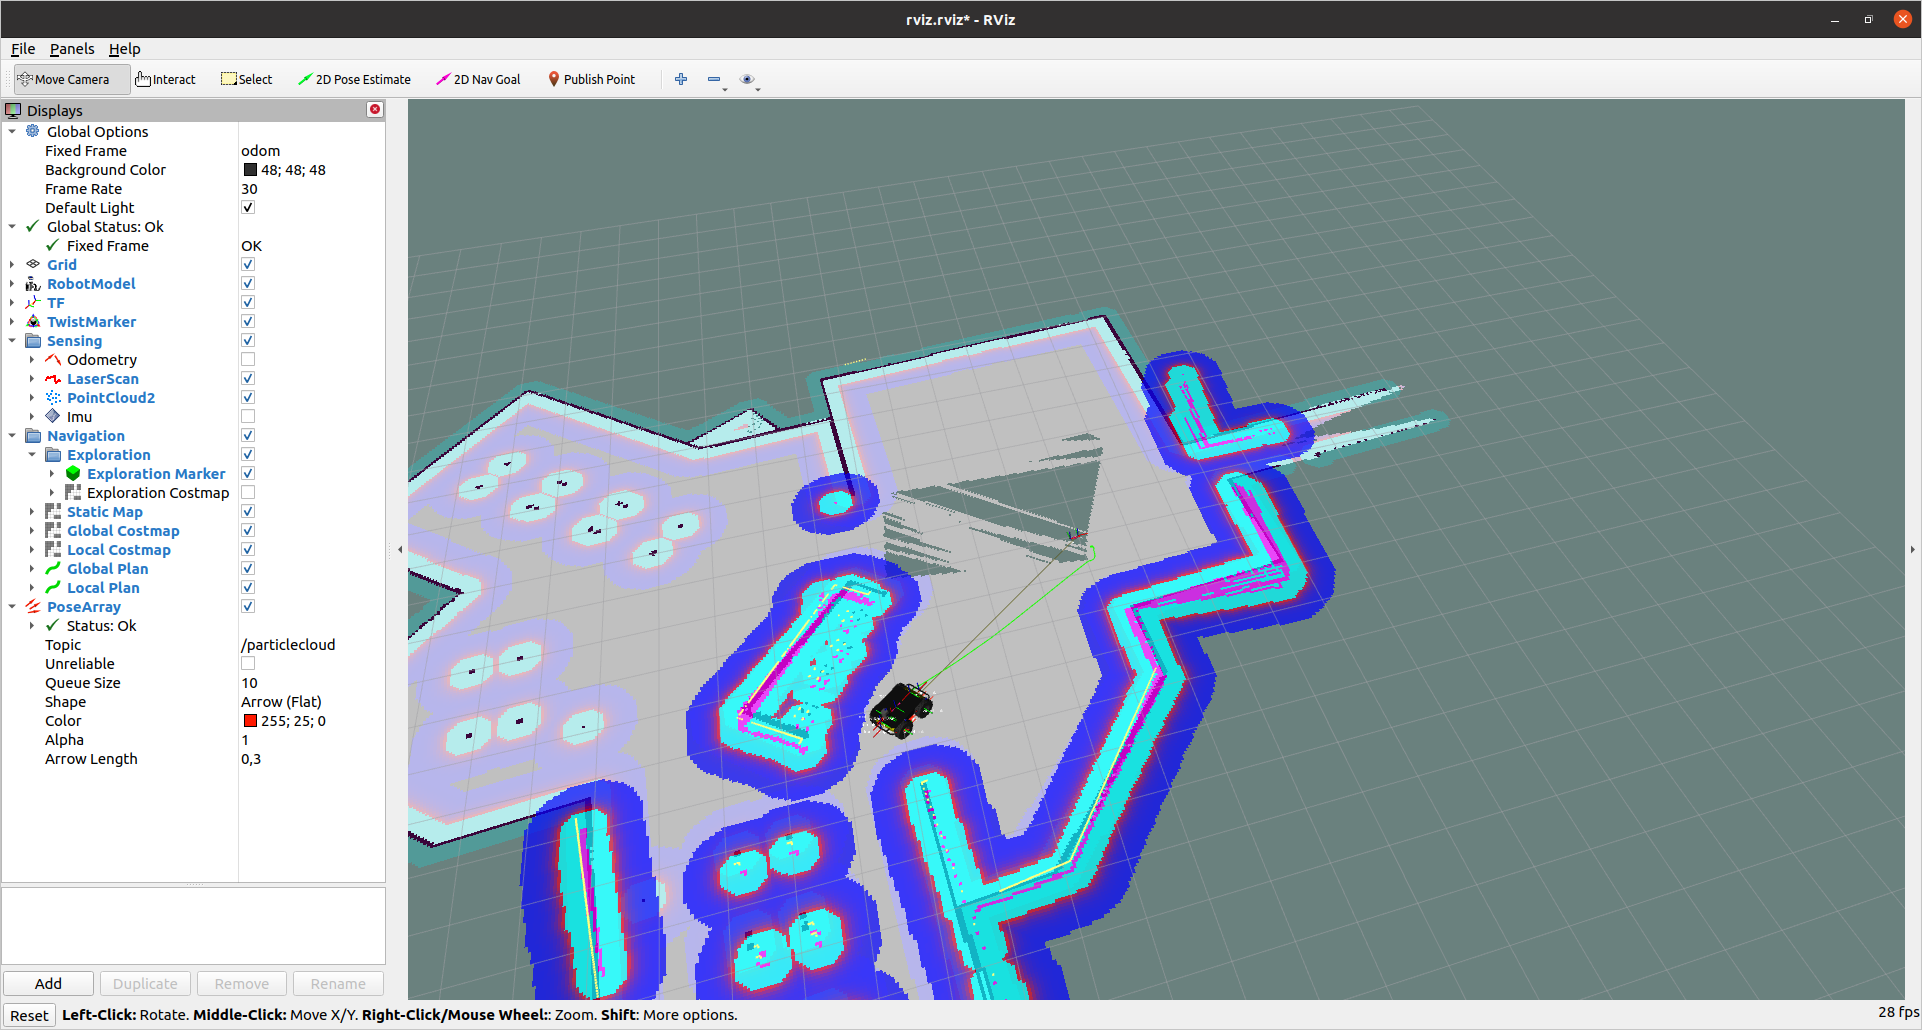 rviz.rviz* - RViz
File Panels Help
Move Camera Interact Select 2D Pose Estimate 2D Nav Goal Publish Point
Displays
Global Options
Fixed Frame odom
Background Color 48; 48; 48
Frame Rate 30
Default Light
Global Status: Ok
Fixed Frame OK
Grid
RobotModel
TF
TwistMarker
Sensing
Odometry
LaserScan
PointCloud2
Imu
Navigation
Exploration
Exploration Marker
Exploration Costmap
Static Map
Global Costmap
Local Costmap
Global Plan
Local Plan
PoseArray
Status: Ok
Topic /particlecloud
Unreliable
Queue Size 10
Shape Arrow (Flat)
Color 255; 25; 0
Alpha 1
Arrow Length 0,3
Add Duplicate Remove Rename
Reset Left-Click: Rotate. Middle-Click: Move X/Y. Right-Click/Mouse Wheel:: Zoom. Shift: More options. 28 fps